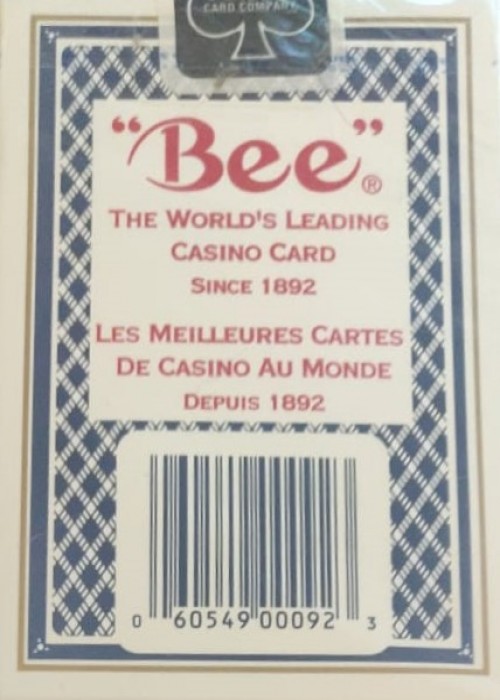 CARD COMPANY
"Bee"®
THE WORLD'S LEADING
CASINO CARD
SINCE 1892
LES MEILLEURES CARTES
DE CASINO AU MONDE
DEPUIS 1892
0 60549 00092 3